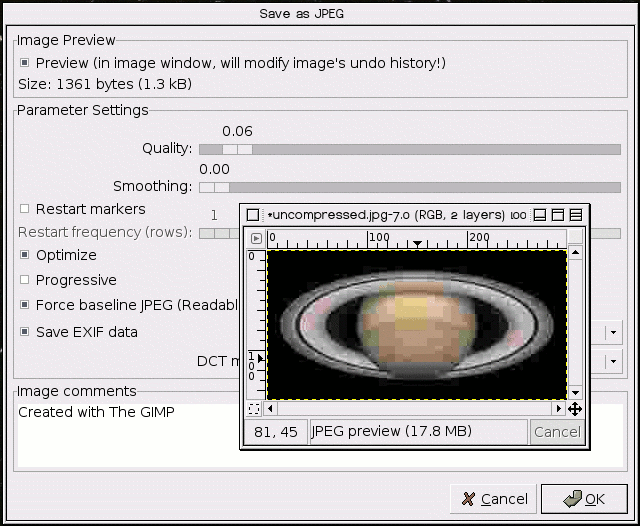 Save as JPEG
Image Preview
Preview (in image window, will modify image's undo history!)
Size: 1361 bytes (1.3 kB)
Parameter Settings
0.06
Quality:
0.00
Smoothing:
Restart markers
1
Restart frequency (rows):
Optimize
Progressive
Force baseline JPEG (Readabl
Save EXIF data
DCT m
Image comments
Created with The GIMP
*uncompressed.jpg-7.0 (RGB, 2 layers) 100
0 100 200
0
100
81, 45 JPEG preview (17.8 MB) Cancel
Cancel OK